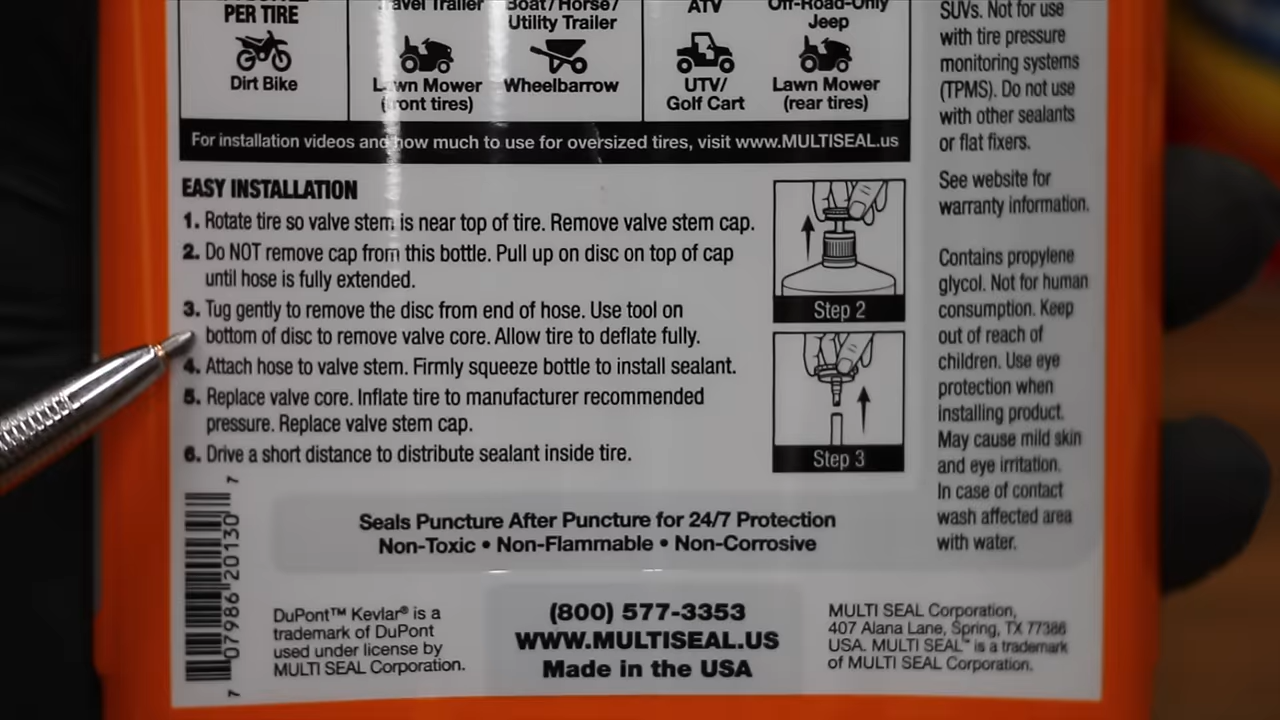 PER TIRE
Dirt Bike
Travel Trailer
Boat/Horse/
Utility Trailer
Lawn Mower
(front tires)
Wheelbarrow
ATV
Off-Road-Only
Jeep
UTV/
Golf Cart
Lawn Mower
(rear tires)
For installation videos and how much to use for oversized tires, visit www.MULTISEAL.us
EASY INSTALLATION
1. Rotate tire so valve stem is near top of tire. Remove valve stem cap.
2. Do NOT remove cap from this bottle. Pull up on disc on top of cap
until hose is fully extended.
3. Tug gently to remove the disc from end of hose. Use tool on
bottom of disc to remove valve core. Allow tire to deflate fully.
4. Attach hose to valve stem. Firmly squeeze bottle to install sealant.
5. Replace valve core. Inflate tire to manufacturer recommended
pressure. Replace valve stem cap.
6. Drive a short distance to distribute sealant inside tire.
Step 2
Step 3
SUVs. Not for use
with tire pressure
monitoring systems
(TPMS). Do not use
with other sealants
or flat fixers.
See website for
warranty information.
Contains propylene
glycol. Not for human
consumption. Keep
out of reach of
children. Use eye
protection when
installing product.
May cause mild skin
and eye irritation.
In case of contact
wash affected area
with water.
Seals Puncture After Puncture for 24/7 Protection
Non-Toxic • Non-Flammable • Non-Corrosive
7 07986 20130 7
DuPont™ Kevlar® is a
trademark of DuPont
used under license by
MULTI SEAL Corporation.
(800) 577-3353
WWW.MULTISEAL.US
Made in the USA
MULTI SEAL Corporation,
407 Alana Lane, Spring, TX 77386
USA. MULTI SEAL™ is a trademark
of MULTI SEAL Corporation.